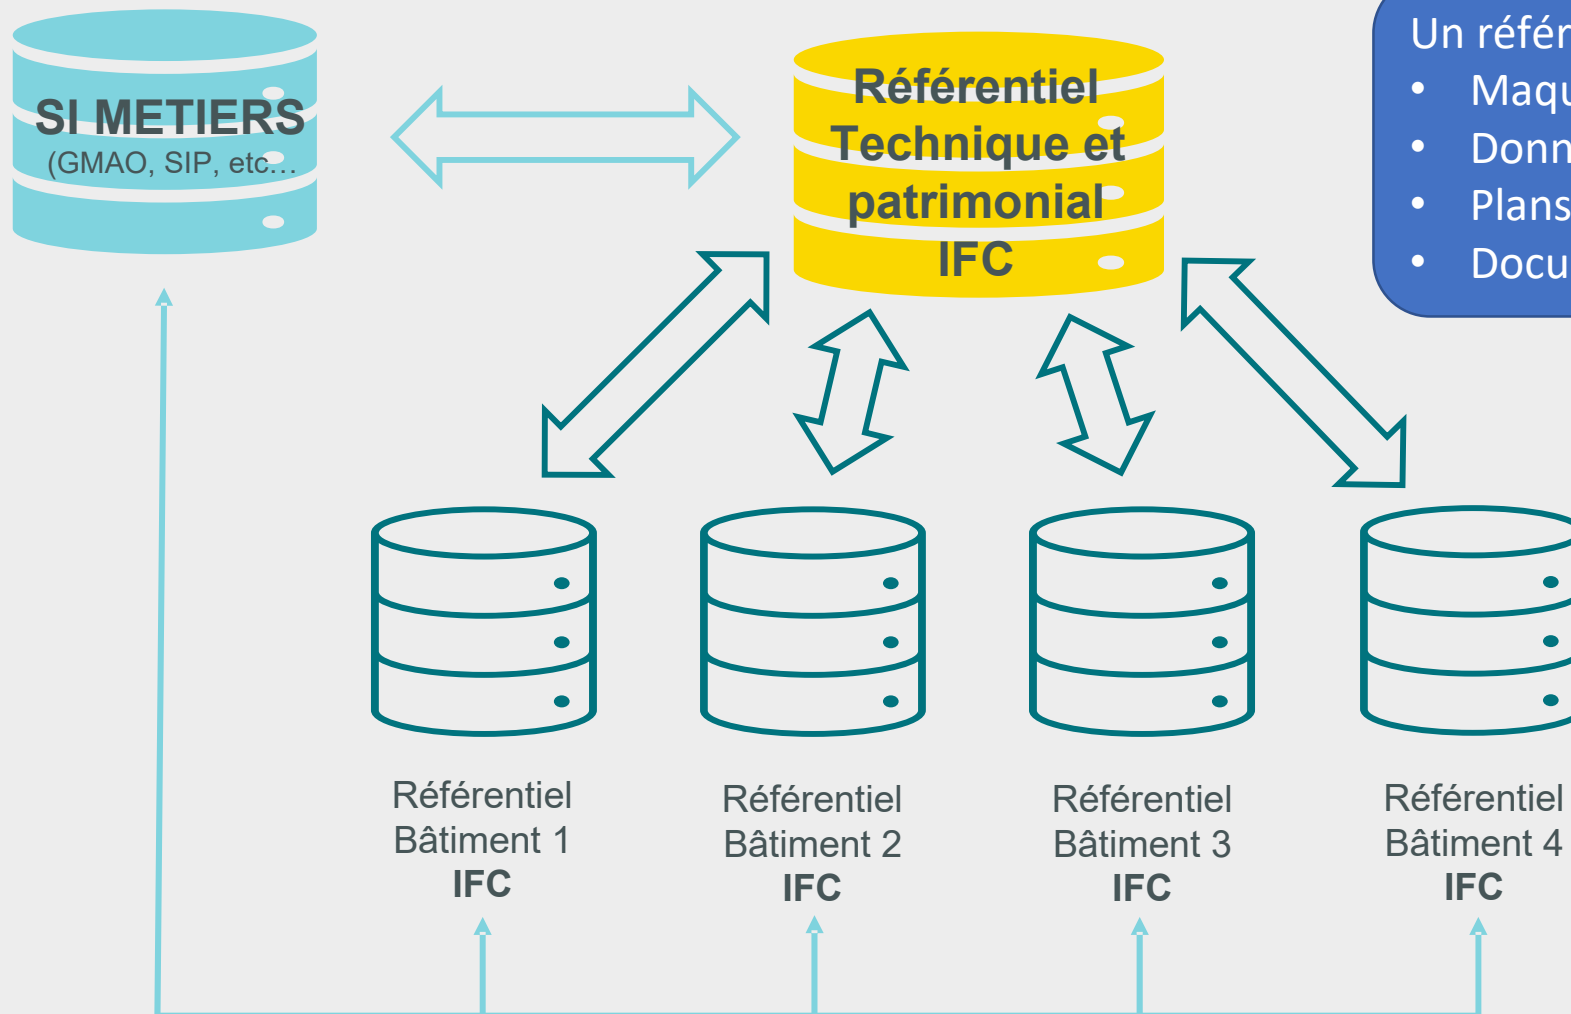 SI METIERS
(GMAO, SIP, etc...
Référentiel
Technique et
patrimonial
IFC
Un référ
• Maqu
• Donn
• Plans
• Docu
Référentiel
Bâtiment 1
IFC
Référentiel
Bâtiment 2
IFC
Référentiel
Bâtiment 3
IFC
Référentiel
Bâtiment 4
IFC